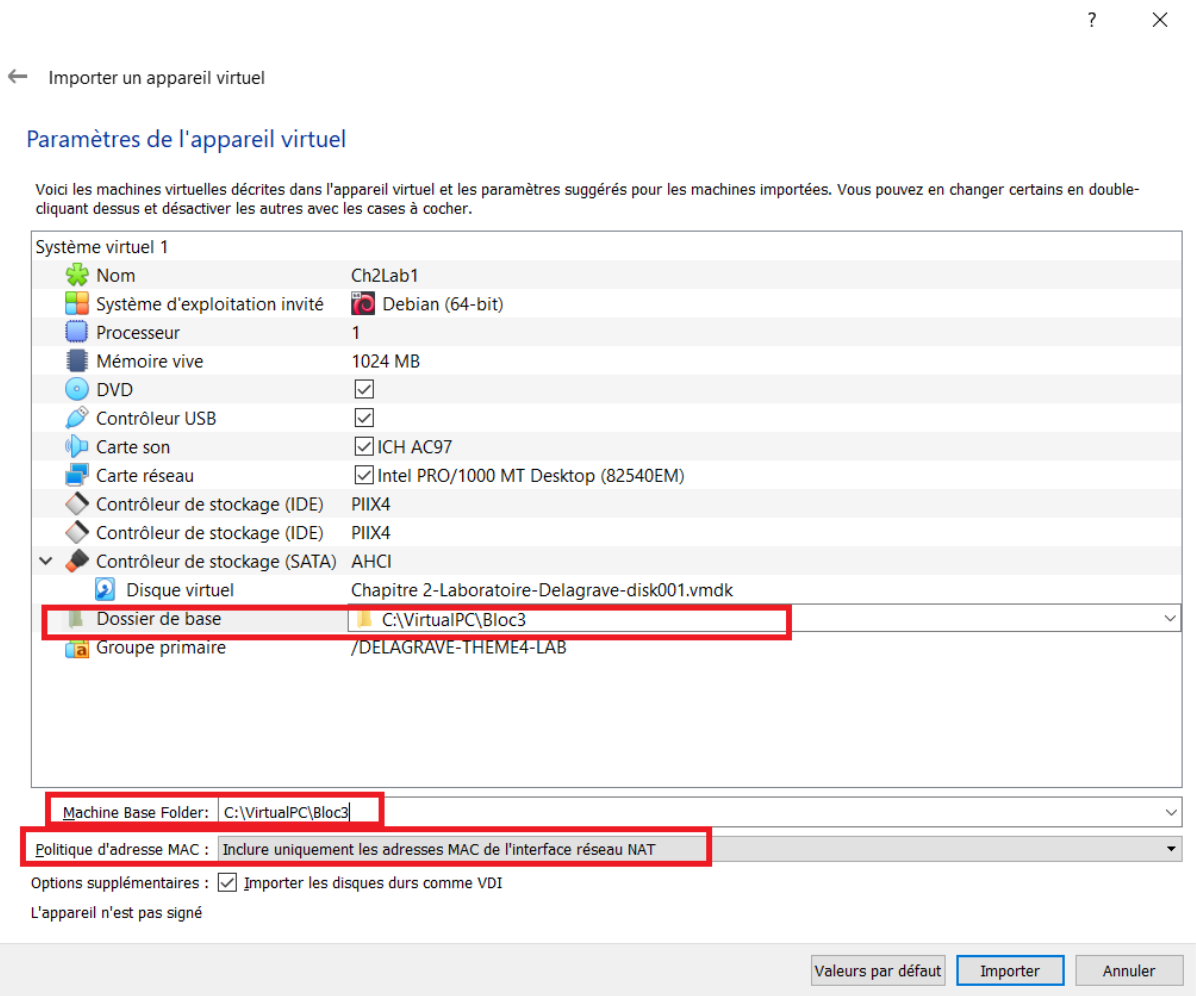 ?
Importer un appareil virtuel
Paramètres de l'appareil virtuel
Voici les machines virtuelles décrites dans l'appareil virtuel et les paramètres suggérés pour les machines importées. Vous pouvez en changer certains en double-
cliquant dessus et désactiver les autres avec les cases à cocher.
Système virtuel 1
Nom Ch2Lab1
Système d'exploitation invité Debian (64-bit)
Processeur 1
Mémoire vive 1024 MB
DVD
Contrôleur USB
Carte son ICH AC97
Carte réseau Intel PRO/1000 MT Desktop (82540EM)
Contrôleur de stockage (IDE) PIIX4
Contrôleur de stockage (IDE) PIIX4
Contrôleur de stockage (SATA) AHCI
Disque virtuel Chapitre 2-Laboratoire-Delagrave-disk001.vmdk
Dossier de base C:\VirtualPC\Bloc3
Groupe primaire /DELAGRAVE-THEME4-LAB
Machine Base Folder: C:\VirtualPC\Bloc3
Politique d'adresse MAC : Inclure uniquement les adresses MAC de l'interface réseau NAT
Options supplémentaires : Importer les disques durs comme VDI
L'appareil n'est pas signé
Valeurs par défaut Importer Annuler